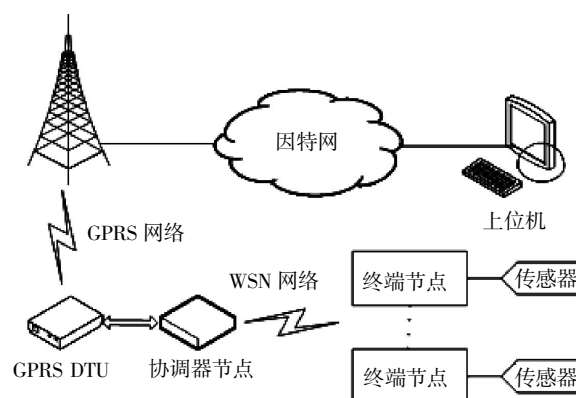 因特网
上位机
GPRS 网络
WSN 网络
终端节点
传感器
GPRS DTU
协调器节点
终端节点
传感器